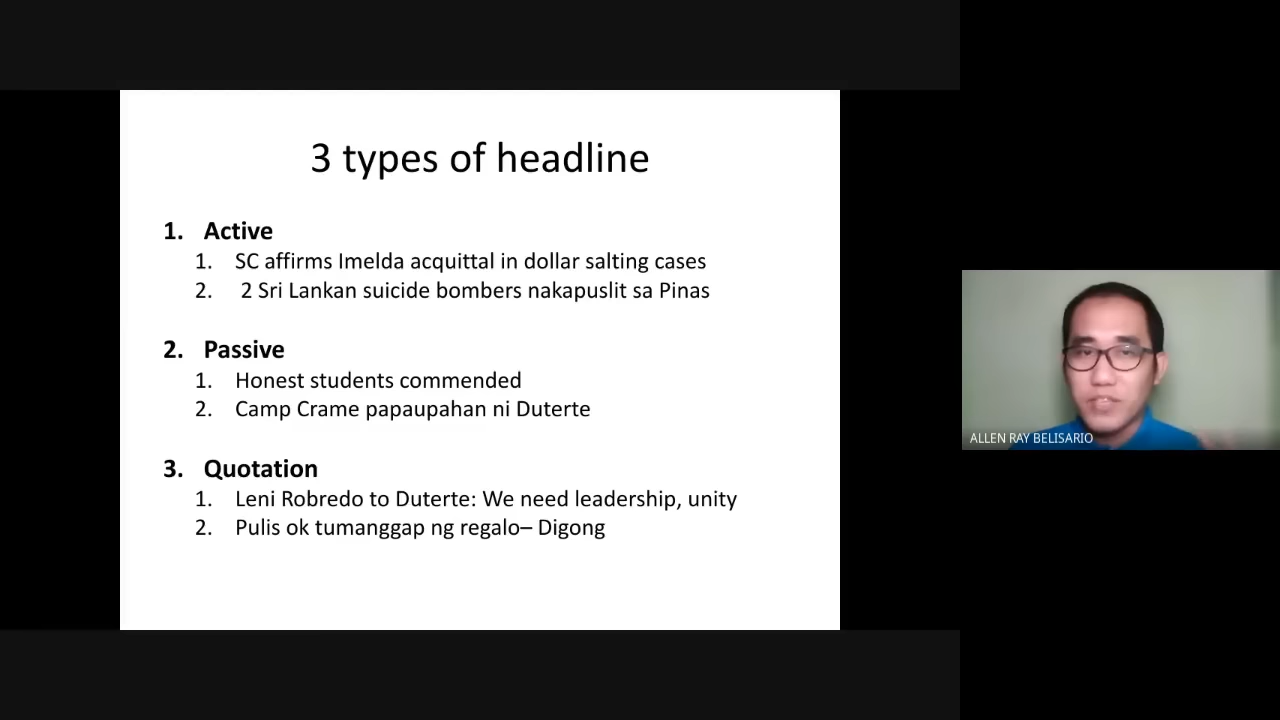 3 types of headline
1. Active
1. SC affirms Imelda acquittal in dollar salting cases
2. 2 Sri Lankan suicide bombers nakapuslit sa Pinas
2. Passive
1. Honest students commended
2. Camp Crame papaupahan ni Duterte
3. Quotation
1. Leni Robredo to Duterte: We need leadership, unity
2. Pulis ok tumanggap ng regalo– Digong
ALLEN RAY BELISARIO